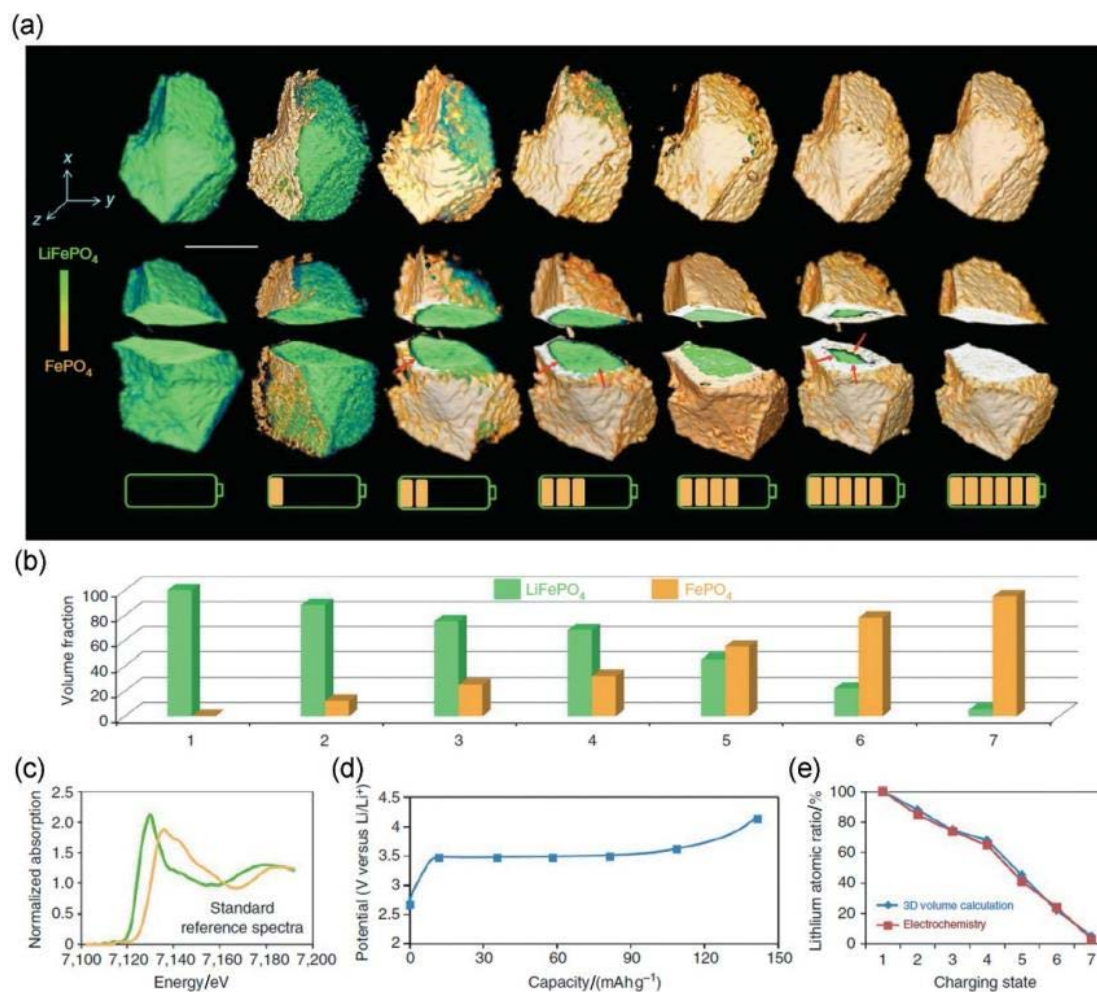 (a)
x
y
z
LiFePO₄
FePO₄
(b)
LiFePO₄
FePO₄
Volume fraction
100
80
60
40
20
0
1 2 3 4 5 6 7
(c)
Normalized absorption
2.5
2.0
1.5
1.0
0.5
0
Standard
reference spectra
7,100 7,120 7,140 7,160 7,180 7,200
Energy/eV
(d)
Potential (V versus Li/Li⁺)
4.5
4
3.5
3
2.5
2
0 30 60 90 120 150
Capacity/(mAh g⁻¹)
(e)
Lithlium atomic ratio/%
100
80
60
40
20
0
3D volume calculation
Electrochemistry
1 2 3 4 5 6 7
Charging state